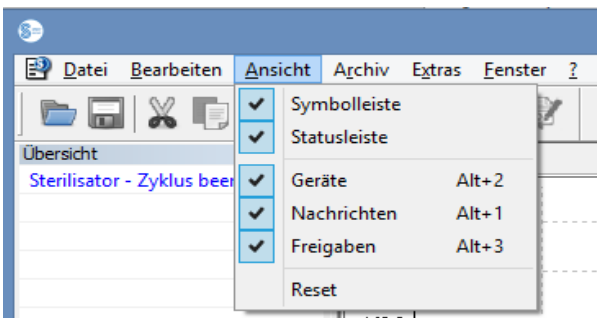 Datei Bearbeiten Ansicht Archiv Extras Fenster ?
Symbolleiste
Statusleiste
Übersicht
Sterilisator - Zyklus
Geräte Alt+2
Nachrichten Alt+1
Freigaben Alt+3
Reset